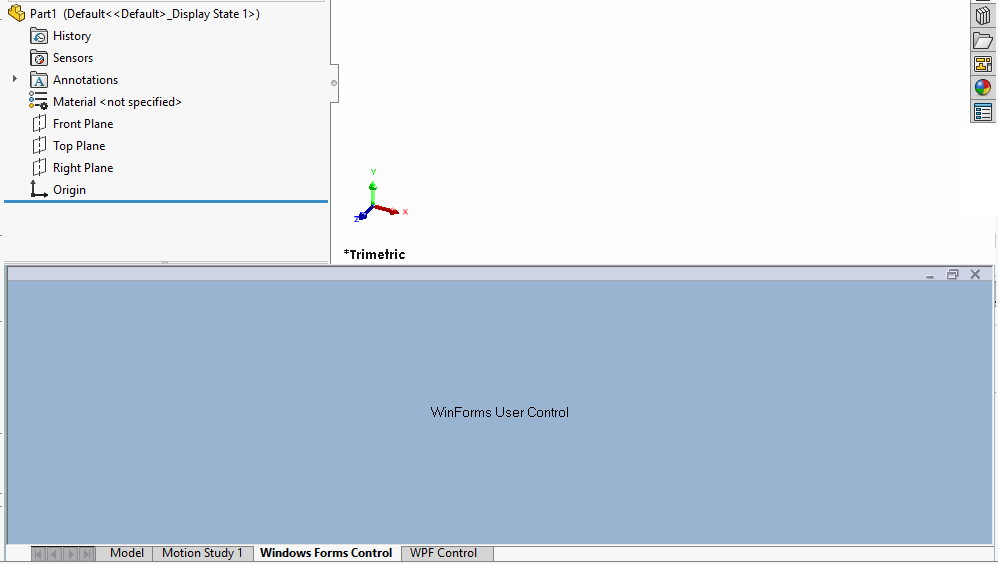 Part1 (Default<<Default>_Display State 1>)
History
Sensors
A Annotations
Material <not specified>
Front Plane
Top Plane
Right Plane
Origin
Y
X
Z
*Trimetric
WinForms User Control
Model Motion Study 1 Windows Forms Control WPF Control